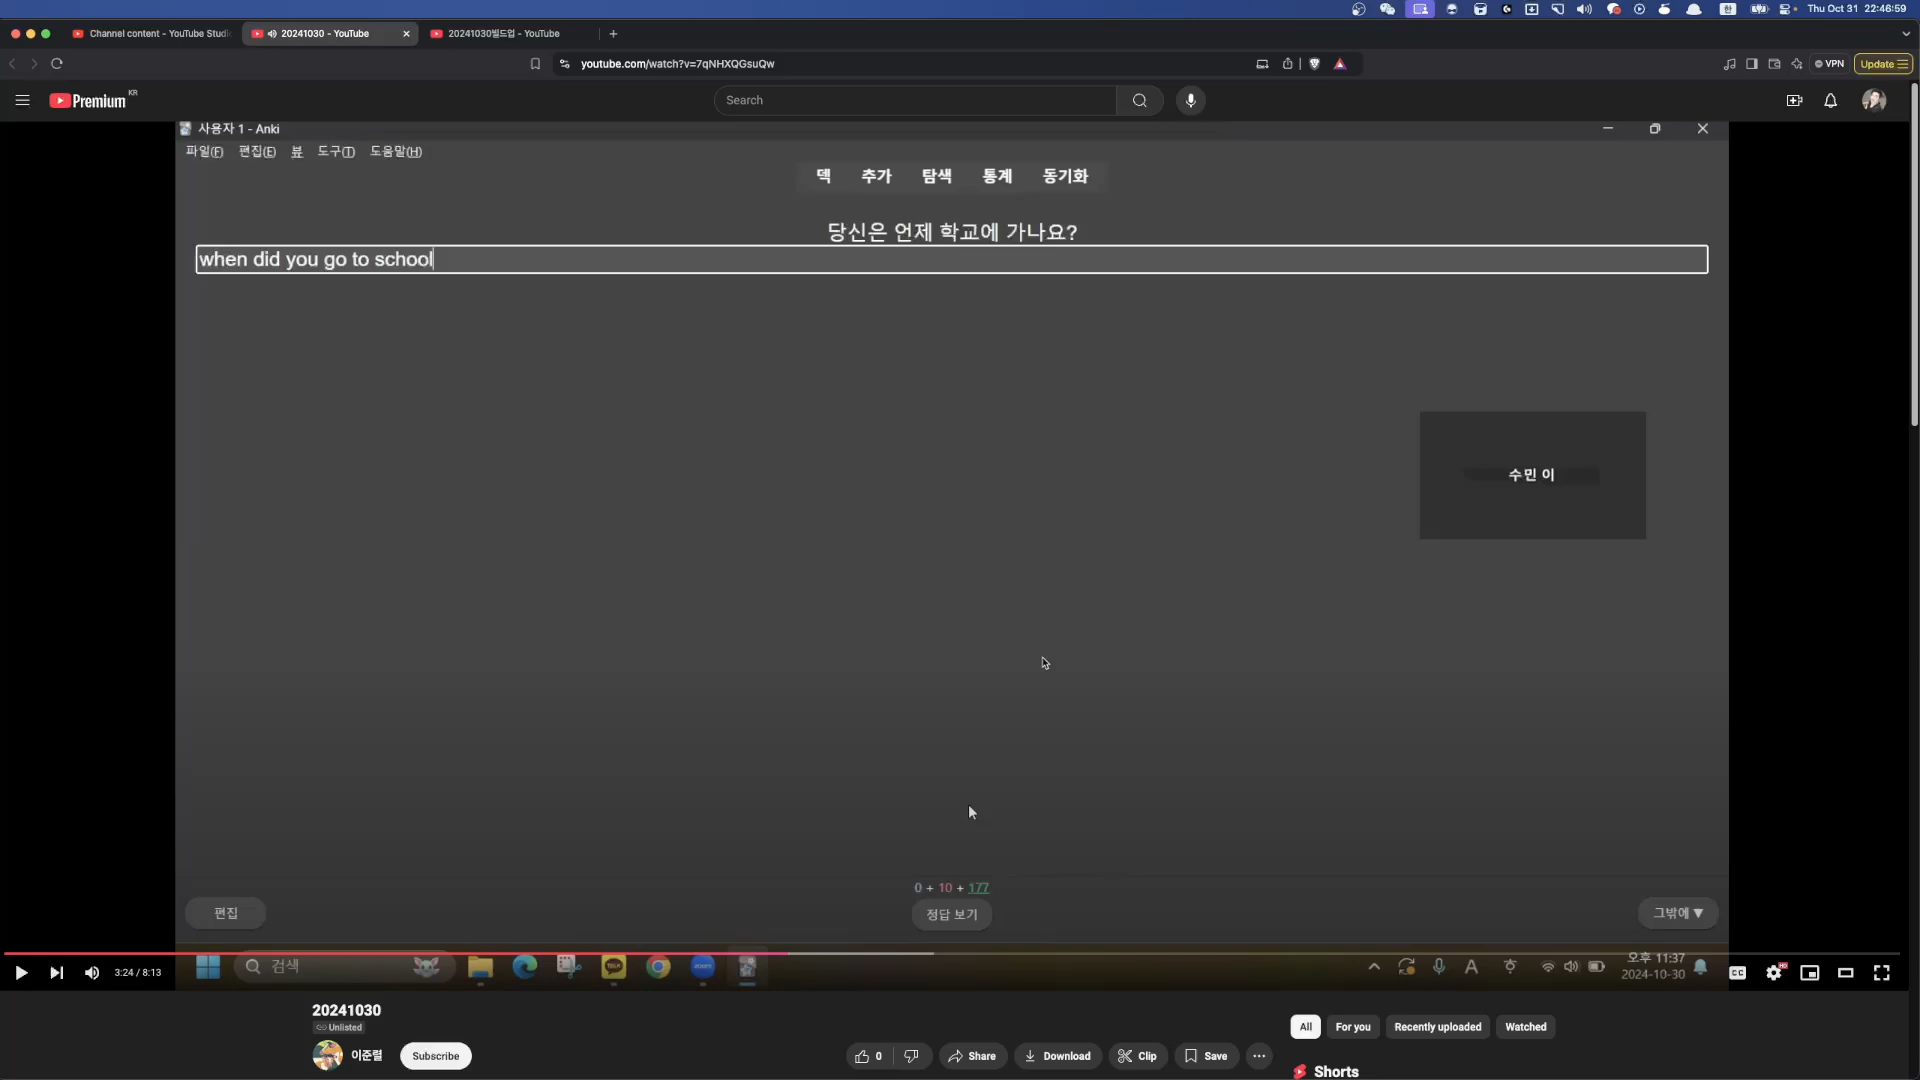 Thu Oct 31 22:46:59
Channel content - YouTube Studi
20241030 - YouTube
20241030빌드업 - YouTube
youtube.com/watch?v=7qNHXQGsuQw
VPN
Update
Premium KR
Search
사용자 1 - Anki
파일(F) 편집(E) 뷰 도구(T) 도움말(H)
덱 추가 탐색 통계 동기화
당신은 언제 학교에 가나요?
when did you go to school
수민 이
0 + 10 + 177
편집
정답 보기
그밖에 ▼
검색
오후 11:37
2024-10-30
3:24 / 8:13
20241030
Unlisted
이준렬
Subscribe
0
Share
Download
Clip
Save
All
For you
Recently uploaded
Watched
Shorts